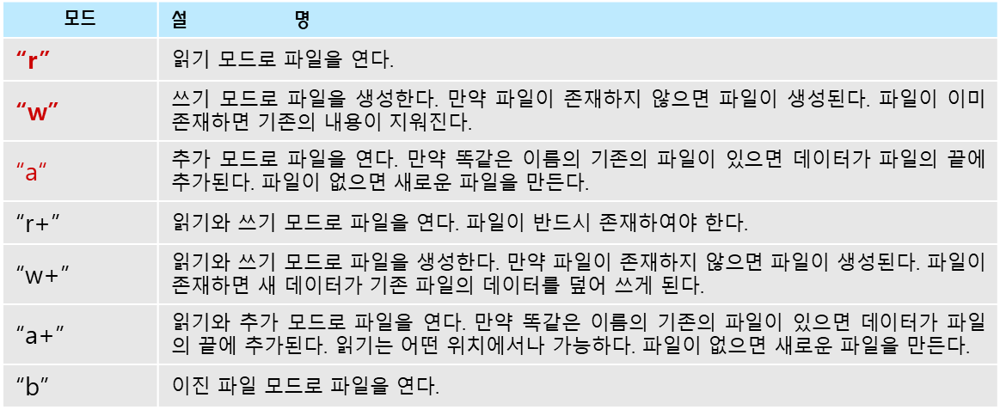 모드 설 명
“r” 읽기 모드로 파일을 연다.
“w” 쓰기 모드로 파일을 생성한다. 만약 파일이 존재하지 않으면 파일이 생성된다. 파일이 이미
존재하면 기존의 내용이 지워진다.
“a“ 추가 모드로 파일을 연다. 만약 똑같은 이름의 기존의 파일이 있으면 데이터가 파일의 끝에
추가된다. 파일이 없으면 새로운 파일을 만든다.
“r+” 읽기와 쓰기 모드로 파일을 연다. 파일이 반드시 존재하여야 한다.
“w+” 읽기와 쓰기 모드로 파일을 생성한다. 만약 파일이 존재하지 않으면 파일이 생성된다. 파일이
존재하면 새 데이터가 기존 파일의 데이터를 덮어 쓰게 된다.
“a+” 읽기와 추가 모드로 파일을 연다. 만약 똑같은 이름의 기존의 파일이 있으면 데이터가 파일
의 끝에 추가된다. 읽기는 어떤 위치에서나 가능하다. 파일이 없으면 새로운 파일을 만든다.
“b” 이진 파일 모드로 파일을 연다.